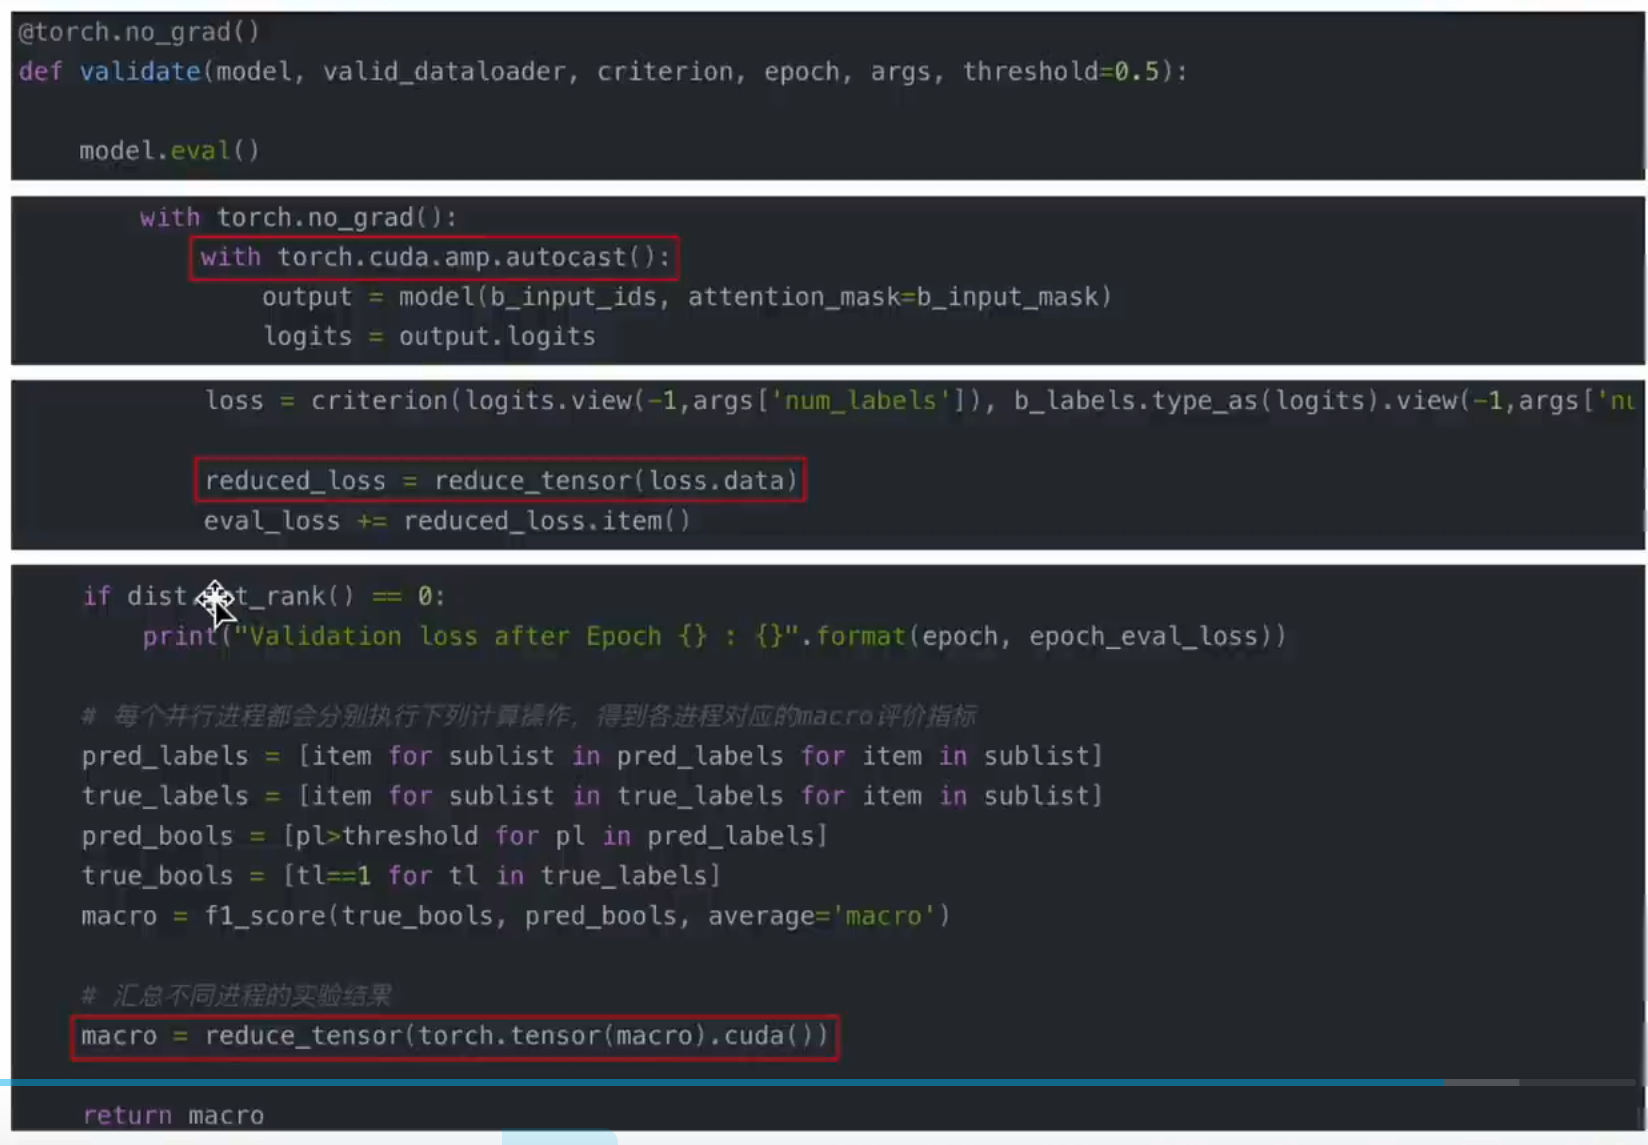 @torch.no_grad()
def validate(model, valid_dataloader, criterion, epoch, args, threshold=0.5):
model.eval()
with torch.no_grad():
with torch.cuda.amp.autocast():
output = model(b_input_ids, attention_mask=b_input_mask)
logits = output.logits
loss = criterion(logits.view(-1,args['num_labels']), b_labels.type_as(logits).view(-1,args['nu
reduced_loss = reduce_tensor(loss.data)
eval_loss += reduced_loss.item()
if dist.get_rank() == 0:
print("Validation loss after Epoch {} : {}".format(epoch, epoch_eval_loss))
# 每个并行进程都会分别执行下列计算操作，得到各进程对应的macro评价指标
pred_labels = [item for sublist in pred_labels for item in sublist]
true_labels = [item for sublist in true_labels for item in sublist]
pred_bools = [pl>threshold for pl in pred_labels]
true_bools = [tl==1 for tl in true_labels]
macro = f1_score(true_bools, pred_bools, average='macro')
# 汇总不同进程的实验结果
macro = reduce_tensor(torch.tensor(macro).cuda())
return macro